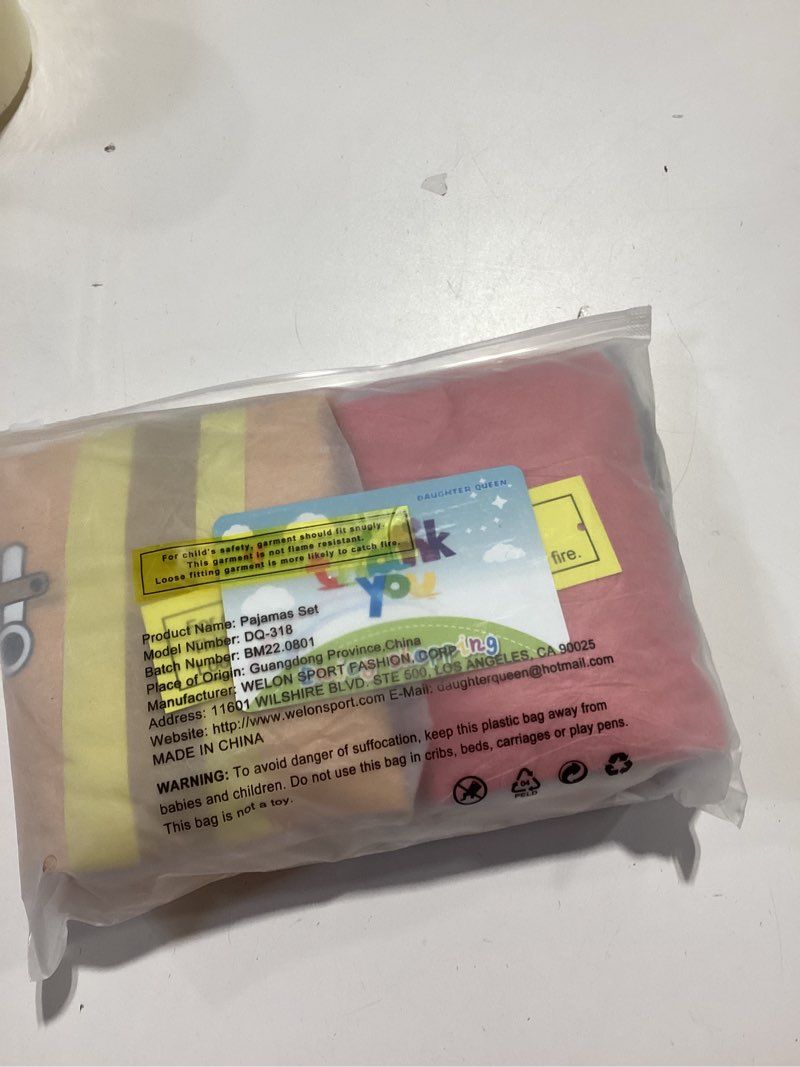 DAUGHTER QUEEN
For child's safety, garment should fit snugly.
This garment is not flame resistant.
Loose fitting garment is more likely to catch fire.
fire.
Thank
You
Product Name: Pajamas Set
Model Number: DQ-318
Batch Number: BM22.0801
Place of Origin: Guangdong Province,China
Manufacturer: WELON SPORT FASHION,CORP
Address: 11601 WILSHIRE BLVD. STE 500, LOS ANGELES, CA 90025
Website: http://www.welonsport.com E-Mail: daughterqueen@hotmail.com
MADE IN CHINA
WARNING: To avoid danger of suffocation, keep this plastic bag away from
babies and children. Do not use this bag in cribs, beds, carriages or play pens.
This bag is not a toy.
04
PELD